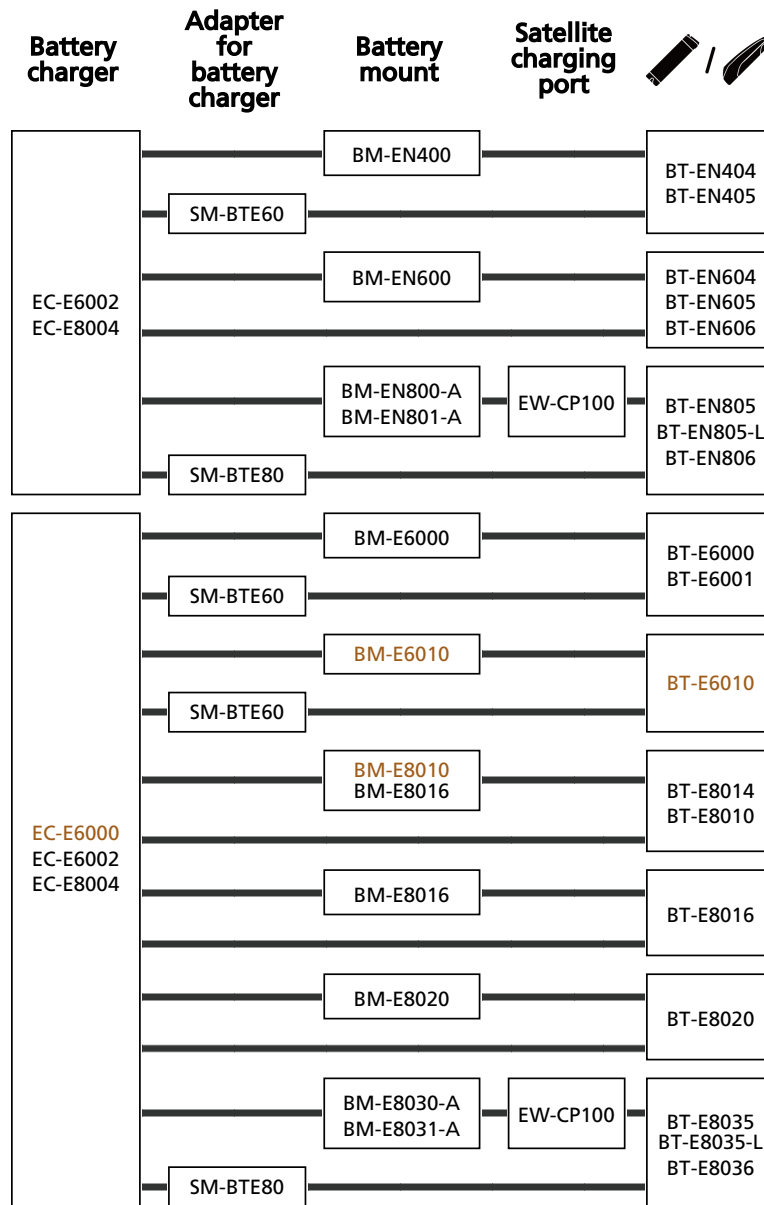 Battery
charger
Adapter
for
battery
charger
Battery
mount
Satellite
charging
port
/
EC-E6002
EC-E8004
BM-EN400
SM-BTE60
BT-EN404
BT-EN405
BM-EN600
BT-EN604
BT-EN605
BT-EN606
BM-EN800-A
BM-EN801-A
EW-CP100
SM-BTE80
BT-EN805
BT-EN805-L
BT-EN806
EC-E6000
EC-E6002
EC-E8004
BM-E6000
SM-BTE60
BT-E6000
BT-E6001
BM-E6010
SM-BTE60
BT-E6010
BM-E8010
BM-E8016
BT-E8014
BT-E8010
BM-E8016
BT-E8016
BM-E8020
BT-E8020
BM-E8030-A
BM-E8031-A
EW-CP100
SM-BTE80
BT-E8035
BT-E8035-L
BT-E8036